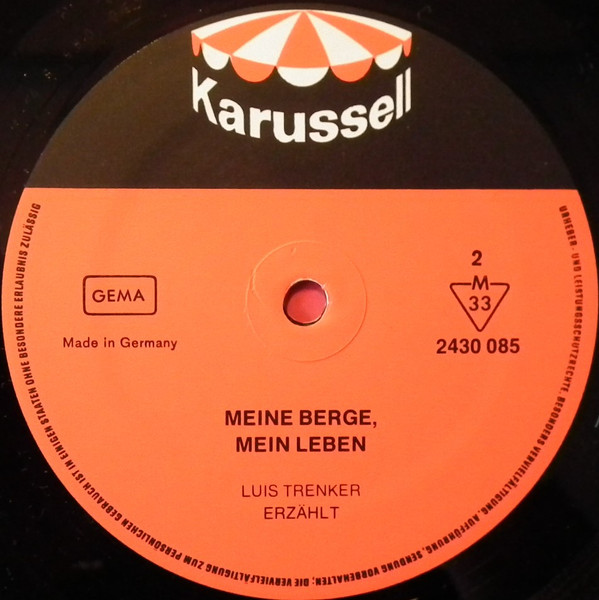 Karussell
GEMA
Made in Germany
2
M
33
2430 085
MEINE BERGE,
MEIN LEBEN
LUIS TRENKER
ERZÄHLT
URHEBER- UND LEISTUNGSSCHUTZRECHTE, BESONDERS VERVIELFÄLTIGUNG, AUFFÜHRUNG, SENDUNG VORBEHALTEN; DIE VERVIELFÄLTIGUNG ZUM PERSÖNLICHEN GEBRAUCH IST IN EINIGEN STAATEN OHNE BESONDERE ERLAUBNIS ZULÄSSIG